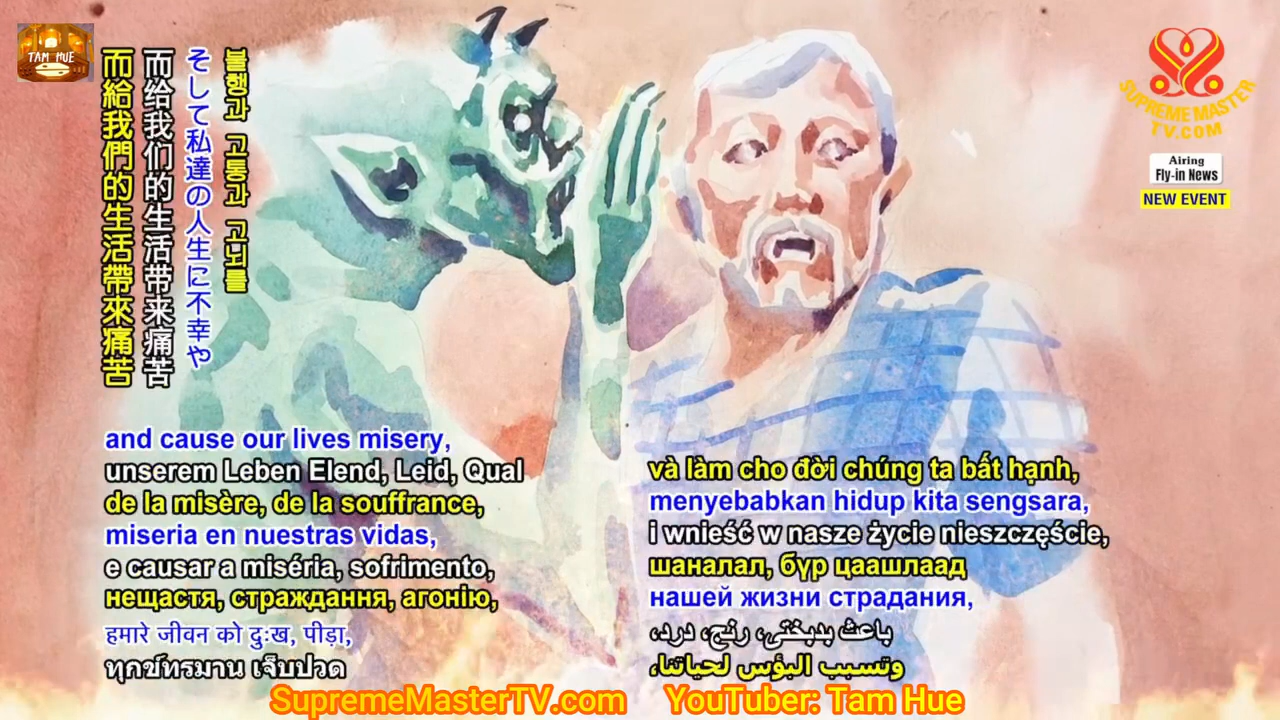 TAM HUE
而給我們的生活帶來痛苦
而给我们的生活带来痛苦
そして私達の人生に不幸や
불행과 고통과 고뇌를
SUPREME MASTER
TV.COM
Airing
Fly-in News
NEW EVENT
and cause our lives misery,
unserem Leben Elend, Leid, Qual
de la misère, de la souffrance,
miseria en nuestras vidas,
e causar a miséria, sofrimento,
нещастя, страждання, агонію,
हमारे जीवन को दुःख, पीड़ा,
ทุกข์ทรมาน เจ็บปวด
và làm cho đời chúng ta bất hạnh,
menyebabkan hidup kita sengsara,
i wnieść w nasze życie nieszczęście,
шаналал, бүр цаашлаад
нашей жизни страдания,
باعث بدبختی، رنج، درد،
وتسبب البؤس لحياتنا،
SupremeMasterTV.com YouTuber: Tam Hue